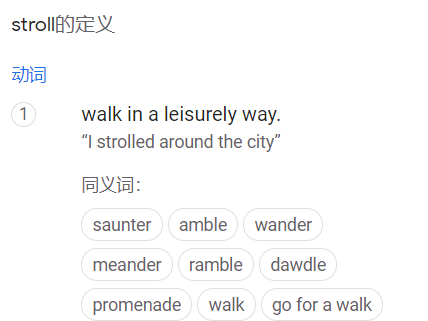 stroll的定义
动词
1 walk in a leisurely way.
“I strolled around the city”
同义词：
saunter amble wander
meander ramble dawdle
promenade walk go for a walk